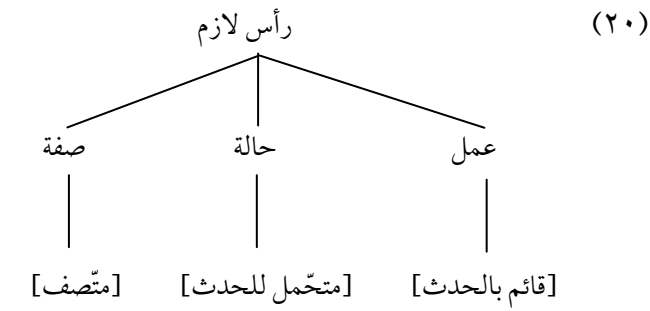 (٢٠)
رأس لازم
عمل حالة صفة
[قائم بالحدث] [متحّمل للحدث] [متّصف]